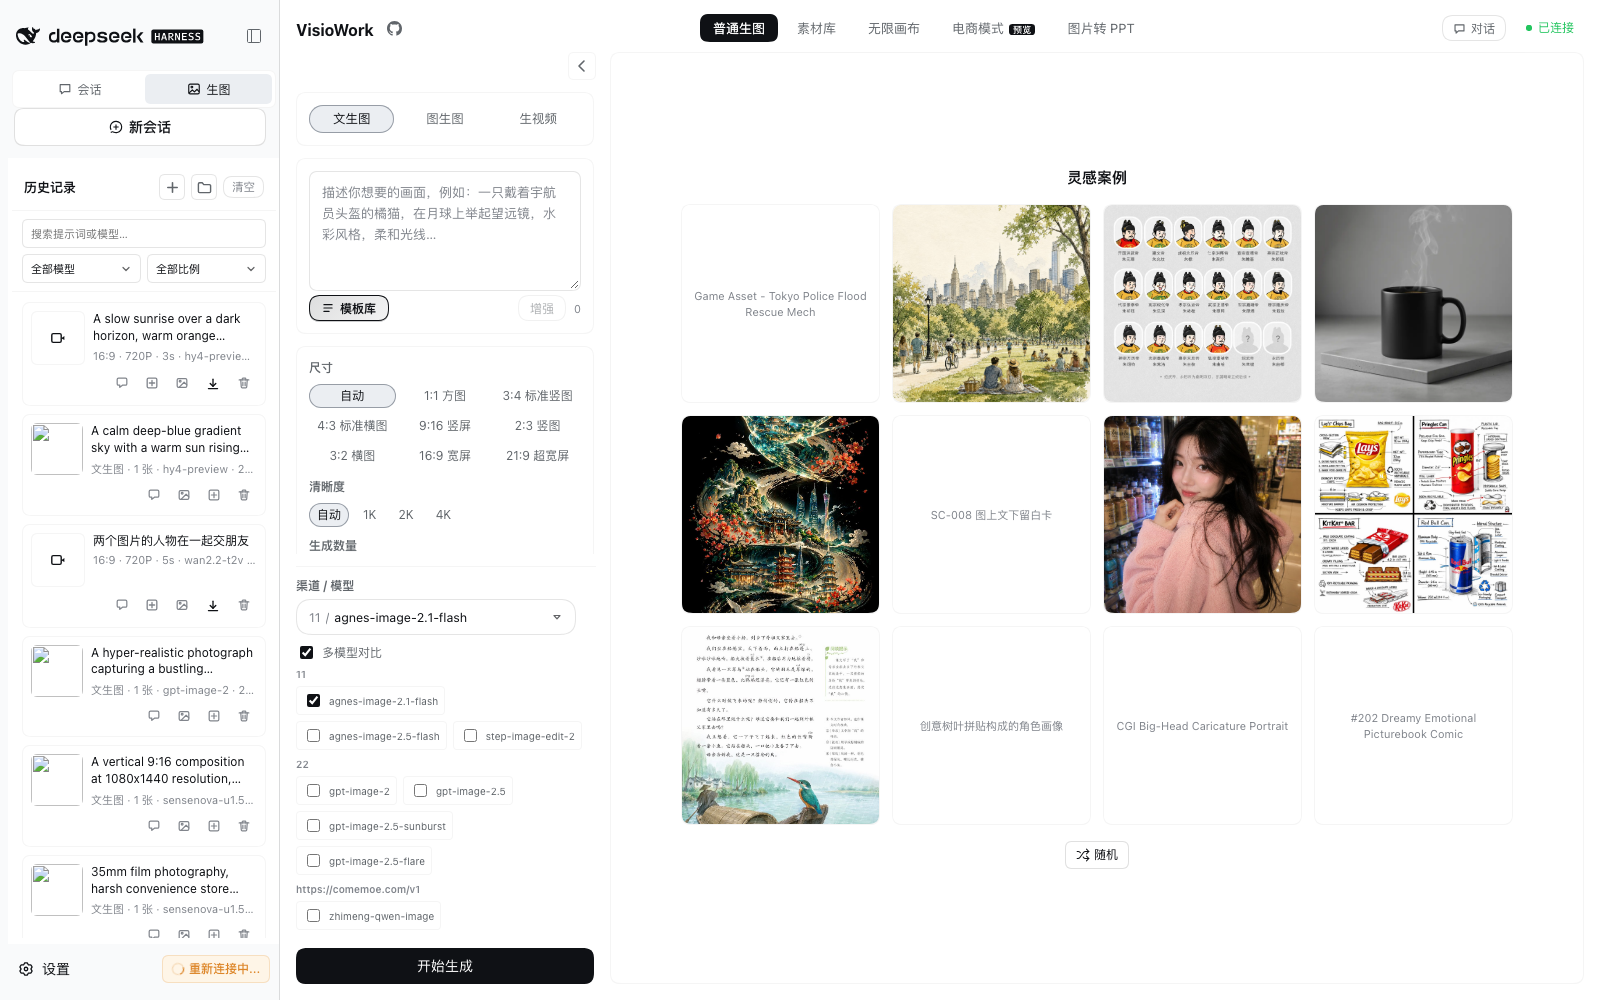 deepseek HARNESS
会话
生图
新会话
历史记录
清空
搜索提示词或模型...
全部模型
全部比例
A slow sunrise over a dark
horizon, warm orange...
16:9 · 720P · 3s · hy4-previe...
A calm deep-blue gradient
sky with a warm sun rising...
文生图 · 1 张 · hy4-preview · 2...
两个图片的人物在一起交朋友
16:9 · 720P · 5s · wan2.2-t2v ...
A hyper-realistic photograph
capturing a bustling...
文生图 · 1 张 · gpt-image-2 · 2...
A vertical 9:16 composition
at 1080x1440 resolution,...
文生图 · 1 张 · sensenova-u1.5...
35mm film photography,
harsh convenience store...
文生图 · 1 张 · sensenova-u1.5...
设置
重新连接中...
VisioWork
普通生图
素材库
无限画布
电商模式 预览
图片转 PPT
对话
已连接
文生图
图生图
生视频
描述你想要的画面，例如：一只戴着宇航
员头盔的橘猫，在月球上举起望远镜，水
彩风格，柔和光线...
模板库
增强
0
尺寸
自动
1:1 方图
3:4 标准竖图
4:3 标准横图
9:16 竖屏
2:3 竖图
3:2 横图
16:9 宽屏
21:9 超宽屏
清晰度
自动
1K
2K
4K
生成数量
渠道 / 模型
11 / agnes-image-2.1-flash
多模型对比
11
agnes-image-2.1-flash
agnes-image-2.5-flash
step-image-edit-2
22
gpt-image-2
gpt-image-2.5
gpt-image-2.5-sunburst
gpt-image-2.5-flare
https://comemoe.com/v1
zhimeng-qwen-image
开始生成
灵感案例
Game Asset - Tokyo Police Flood
Rescue Mech
SC-008 图上文下留白卡
Lay's Chips Bag
Pringles Can
Lay's
Pringles
KitKat BAR
Red Bull Can
KitKat
创意树叶拼贴构成的角色画像
CGI Big-Head Caricature Portrait
#202 Dreamy Emotional
Picturebook Comic
随机